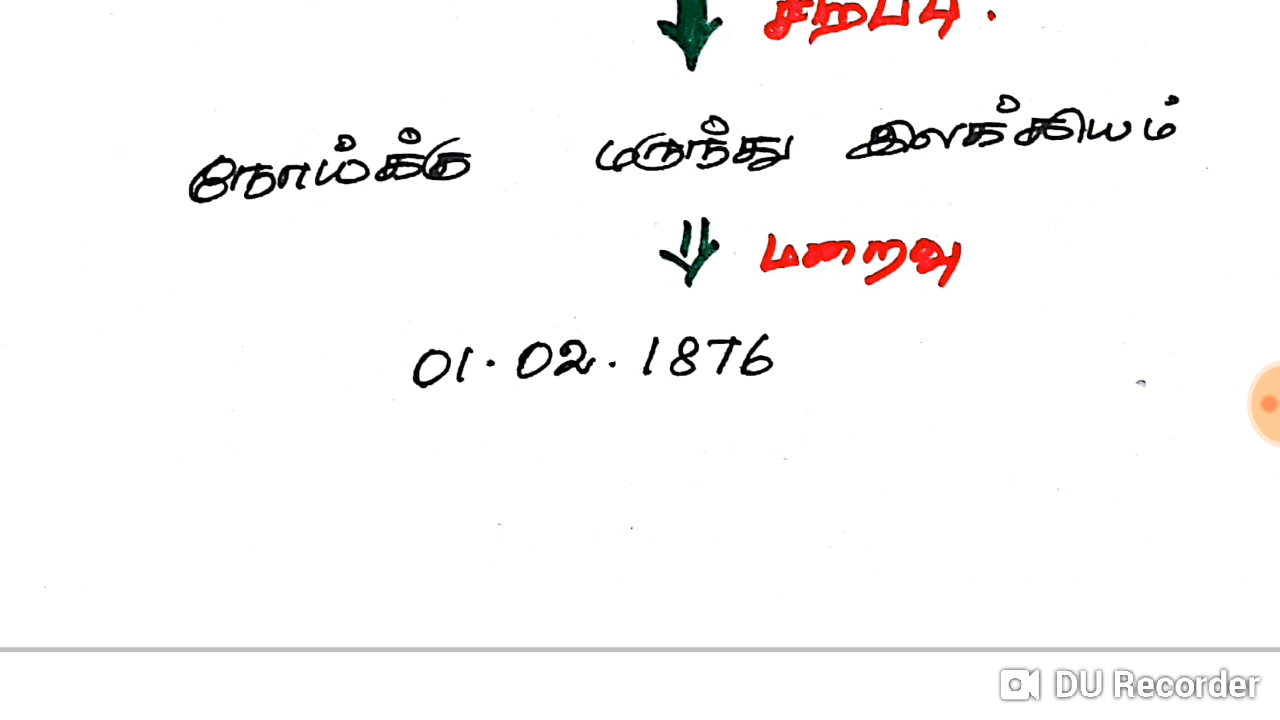 சிறப்பு.
நோய்க்கு மருந்து இலக்கியம்
மறைவு
01.02.1876
DU Recorder